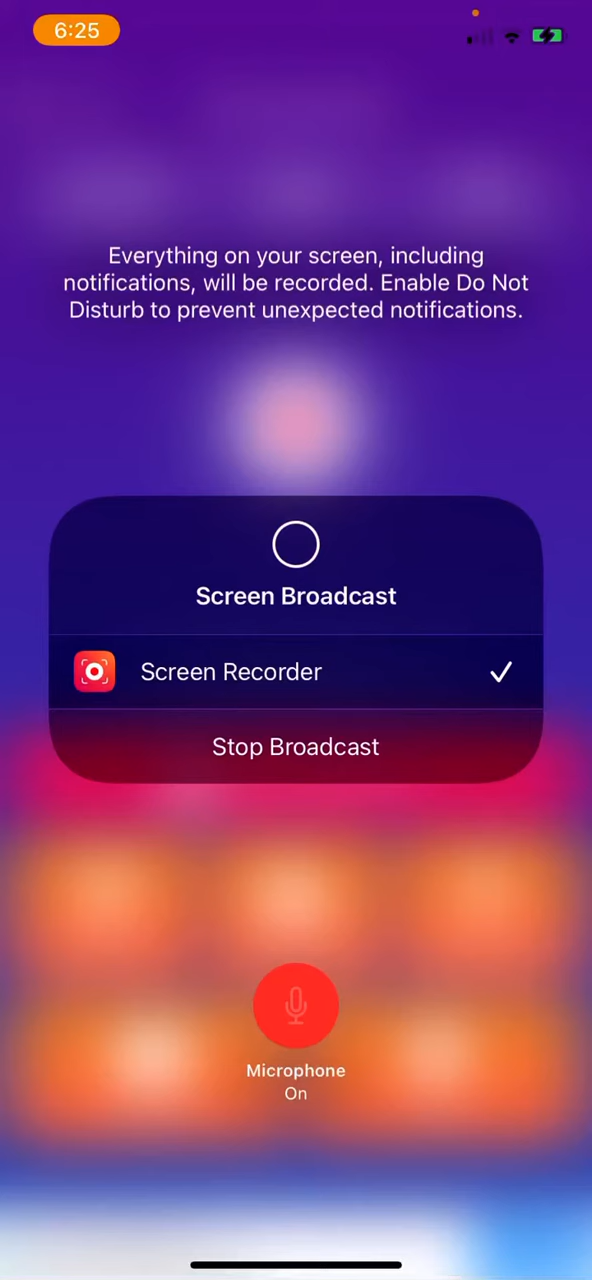 6:25
Everything on your screen, including
notifications, will be recorded. Enable Do Not
Disturb to prevent unexpected notifications.
Screen Broadcast
Screen Recorder
Stop Broadcast
Microphone
On